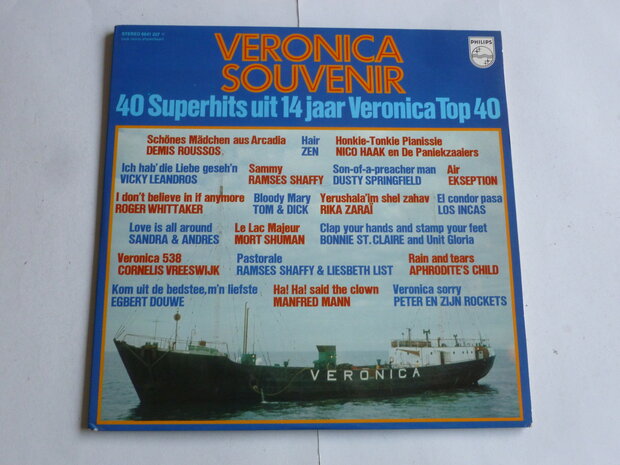 STEREO 6641 257
PHILIPS
VERONICA
SOUVENIR
40 Superhits uit 14 jaar Veronica Top 40
Schönes Mädchen aus Arcadia Hair Honkie-Tonkie Pianissie
DEMIS ROUSSOS ZEN NICO HAAK en De Paniekzaaiers
Ich hab' die Liebe geseh'n Sammy Son-of-a-preacher man Air
VICKY LEANDROS RAMSES SHAFFY DUSTY SPRINGFIELD EKSEPTION
I don't believe in if anymore Bloody Mary Yerushala'im shel zahav El condor pasa
ROGER WHITTAKER TOM & DICK RIKA ZARAÏ LOS INCAS
Love is all around Le Lac Majeur Clap your hands and stamp your feet
SANDRA & ANDRES MORT SHUMAN BONNIE ST. CLAIRE and Unit Gloria
Veronica 538 Pastorale Rain and tears
CORNELIS VREESWIJK RAMSES SHAFFY & LIESBETH LIST APHRODITE'S CHILD
Kom uit de bedstee, m'n liefste Ha! Ha! said the clown Veronica sorry
EGBERT DOUWE MANFRED MANN PETER EN ZIJN ROCKETS
VERONICA